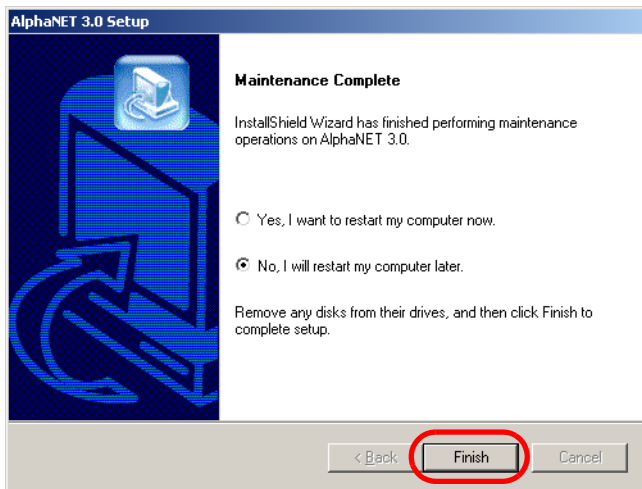 AlphaNET 3.0 Setup
Maintenance Complete
InstallShield Wizard has finished performing maintenance
operations on AlphaNET 3.0.
Yes, I want to restart my computer now.
No, I will restart my computer later.
Remove any disks from their drives, and then click Finish to
complete setup.
< Back Finish Cancel